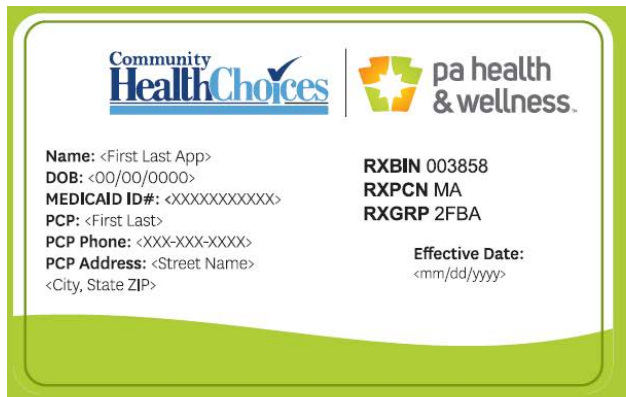 Community
HealthChoices
pa health
& wellness™
Name: <First Last App>
DOB: <00/00/0000>
MEDICAID ID#: <XXXXXXXXXXX>
PCP: <First Last>
PCP Phone: <XXX-XXX-XXXX>
PCP Address: <Street Name>
<City, State ZIP>
RXBIN 003858
RXPCN MA
RXGRP 2FBA
Effective Date:
<mm/dd/yyyy>